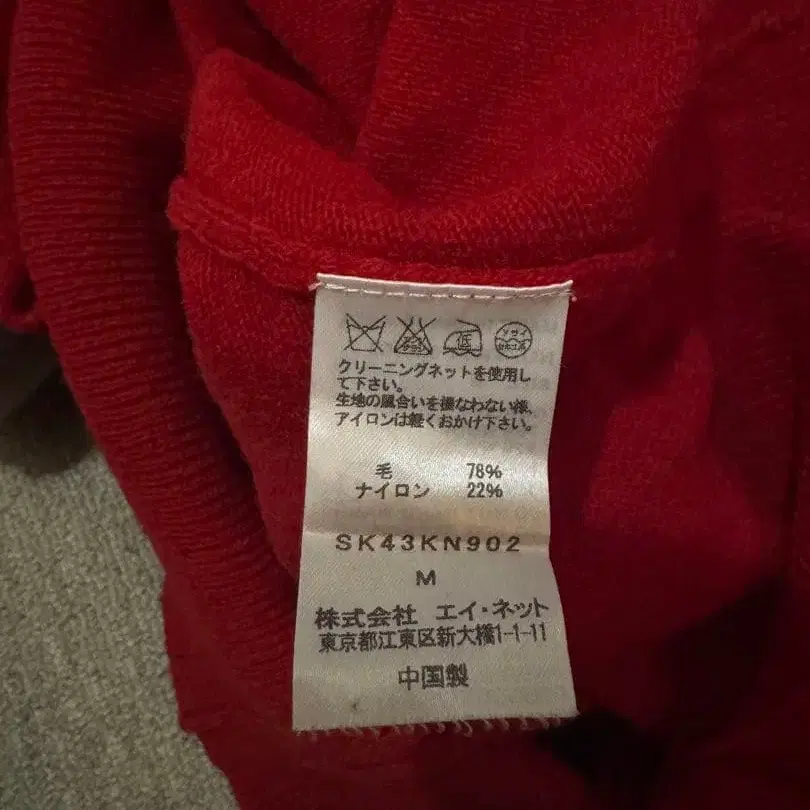 低
クリーニングネットを使用し
て下さい。
生地の風合いを損なわない様、
アイロンは軽くおかけ下さい。
毛 78%
ナイロン 22%
SK43KN902
M
株式会社 エイ・ネット
東京都江東区新大橋1-1-11
中国製